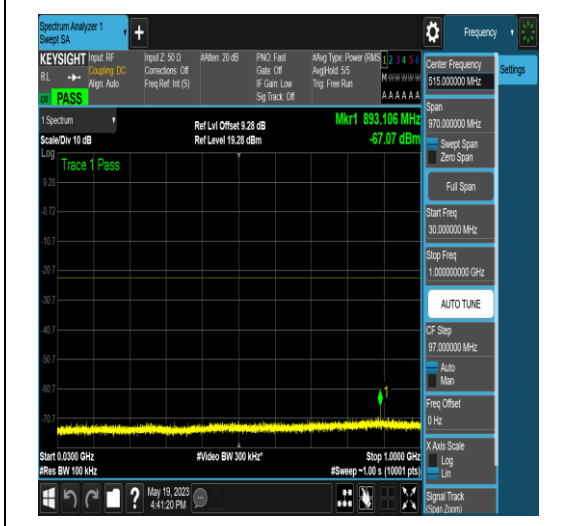 Spectrum Analyzer 1
Swept SA
+
Frequency
KEYSIGHT
RL
Input: RF
Coupling: DC
Align: Auto
Input Z: 50 Ω
Corrections: Off
Freq Ref: Int (S)
#Atten: 20 dB
PNO: Fast
Gate: Off
IF Gain: Low
Sig Track: Off
#Avg Type: Power (RMS
Avg|Hold: 5/5
Trig: Free Run
1 2 3 4 5 6
M W W W W W
A A A A A A
PASS
1 Spectrum
Scale/Div 10 dB
Ref Lvl Offset 9.28 dB
Ref Level 19.28 dBm
Mkr1 893.106 MHz
-67.07 dBm
Log
Trace 1 Pass
9.28
-0.72
-10.7
-20.7
-30.7
-40.7
-50.7
-60.7
-70.7
1
Start 0.0300 GHz
#Res BW 100 kHz
#Video BW 300 kHz*
Stop 1.0000 GHz
#Sweep ~1.00 s (10001 pts)
?
May 19, 2023
4:41:20 PM
Center Frequency
515.000000 MHz
Settings
Span
970.000000 MHz
Swept Span
Zero Span
Full Span
Start Freq
30.000000 MHz
Stop Freq
1.000000000 GHz
AUTO TUNE
CF Step
97.000000 MHz
Auto
Man
Freq Offset
0 Hz
X Axis Scale
Log
Lin
Signal Track
(Span Zoom)